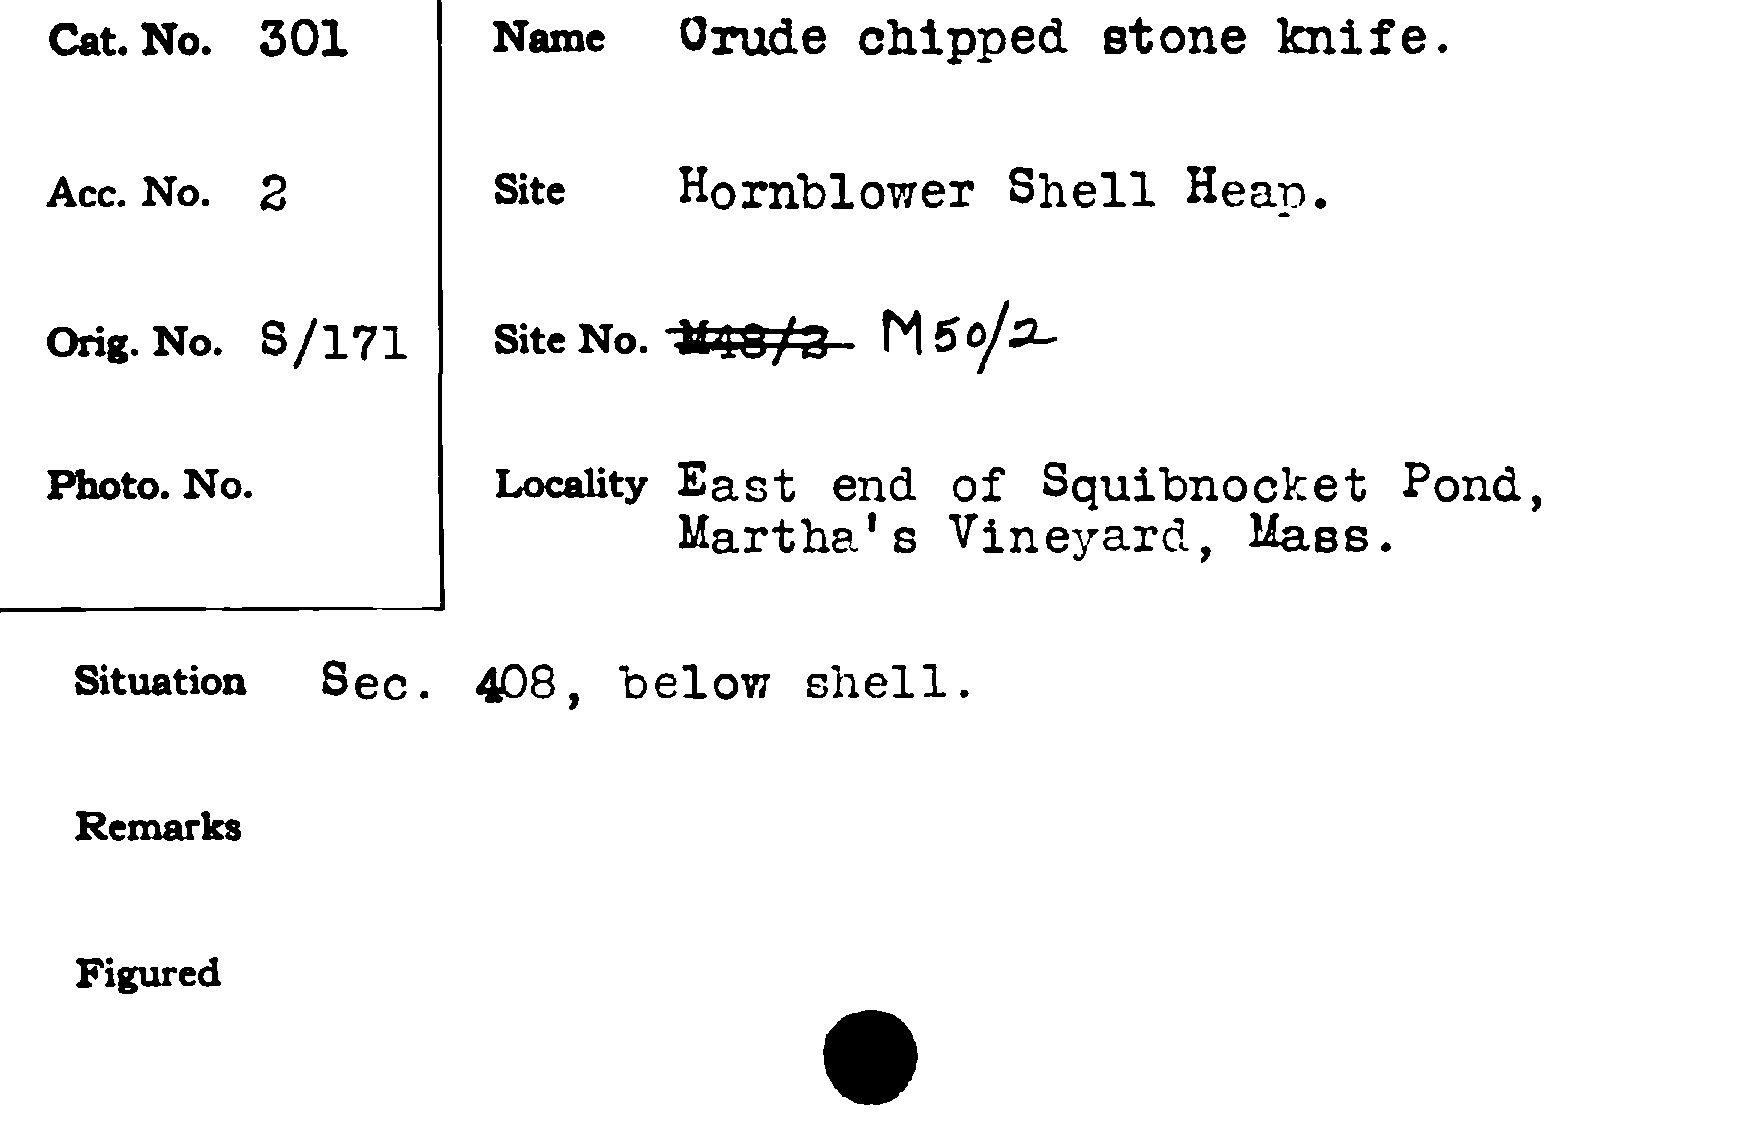 Cat. No. 301
Name Crude chipped stone knife.
Acc. No. 2
Site Hornblower Shell Heap.
Orig. No. S/171
Site No. M48/2 M50/2
Photo. No.
Locality East end of Squibnocket Pond,
Martha's Vineyard, Mass.
Situation Sec. 408, below shell.
Remarks
Figured